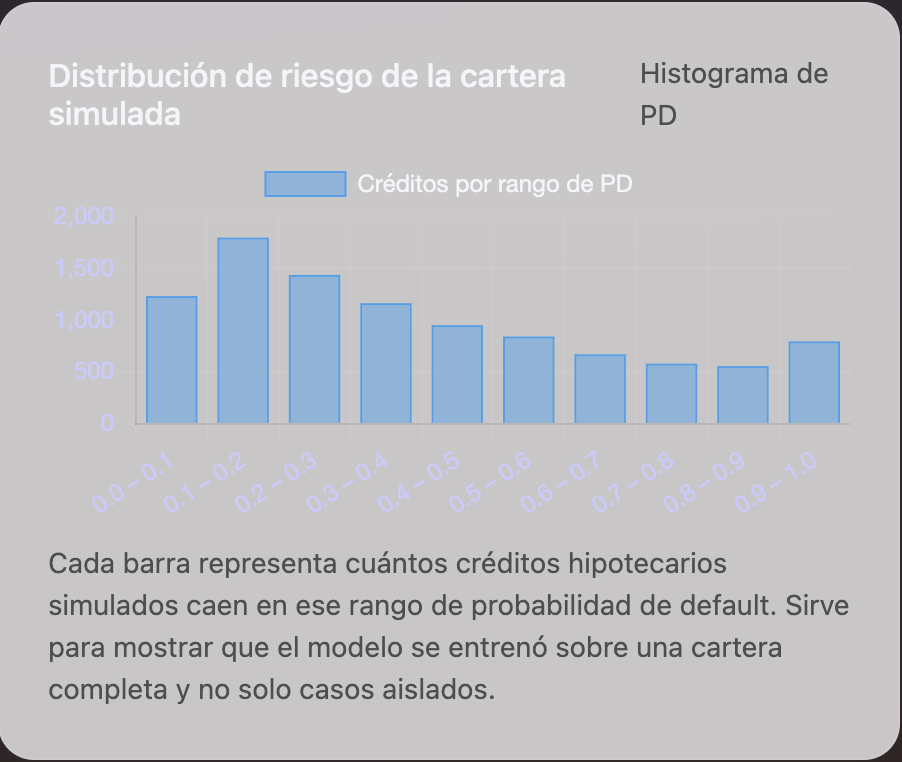 Distribución de riesgo de la cartera
simulada
Histograma de
PD
Créditos por rango de PD
2,000
1,500
1,000
500
0
0.0 – 0.1
0.1 – 0.2
0.2 – 0.3
0.3 – 0.4
0.4 – 0.5
0.5 – 0.6
0.6 – 0.7
0.7 – 0.8
0.8 – 0.9
0.9 – 1.0
Cada barra representa cuántos créditos hipotecarios
simulados caen en ese rango de probabilidad de default. Sirve
para mostrar que el modelo se entrenó sobre una cartera
completa y no solo casos aislados.